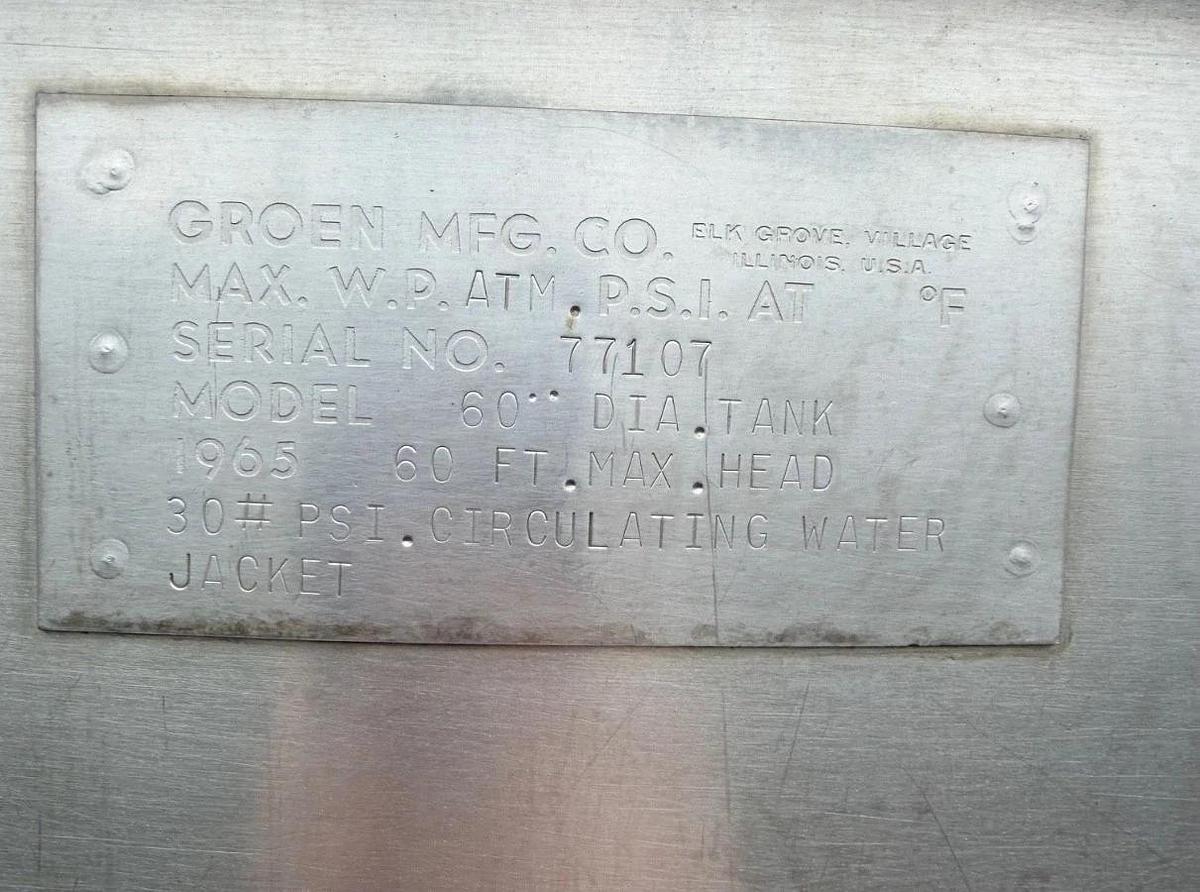 GROEN MFG. CO. ELK GROVE. VILLAGE
ILLINOIS. U.S.A.
MAX. W.P. ATM. P.S.I. AT °F
SERIAL NO. 77107
MODEL 60" DIA. TANK
1965 60 FT. MAX. HEAD
30# PSI. CIRCULATING WATER
JACKET